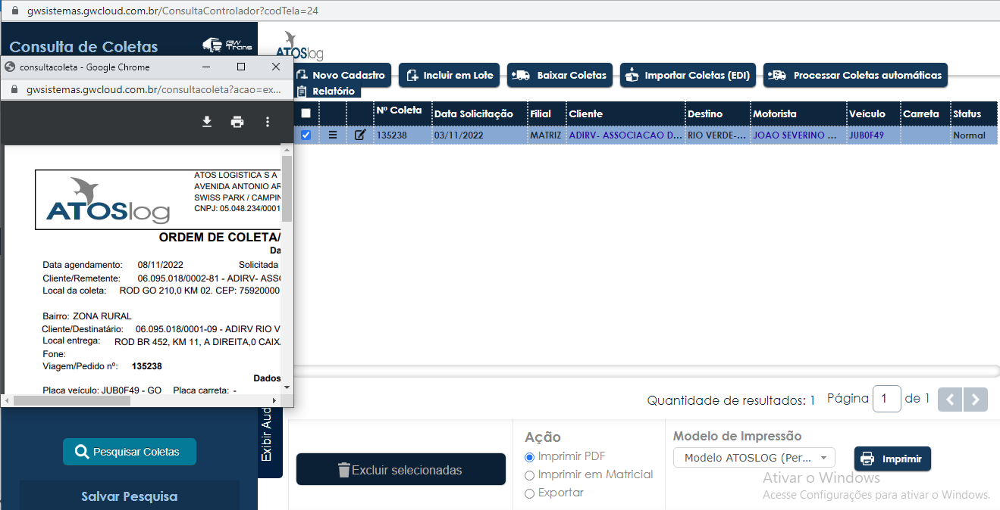 gwsistemas.gwcloud.com.br/ConsultaControlador?codTela=24
Consulta de Coletas
GW Trans
ATOSlog
consultacoleta - Google Chrome
gwsistemas.gwcloud.com.br/consultacoleta?acao=ex...
Novo Cadastro
Incluir em Lote
Baixar Coletas
Importar Coletas (EDI)
Processar Coletas automáticas
Relatório
Nº Coleta Data Solicitação Filial Cliente Destino Motorista Veículo Carreta Status
135238 03/11/2022 MATRIZ ADIRV- ASSOCIACAO D... RIO VERDE-... JOAO SEVERINO ... JUB0F49 Normal
ATOSlog
ATOS LOGISTICA S A
AVENIDA ANTONIO AR
SWISS PARK / CAMPIN
CNPJ: 05.048.234/0001
ORDEM DE COLETA/
Da
Data agendamento: 08/11/2022 Solicitada
Cliente/Remetente: 06.095.018/0002-81 - ADIRV- ASSO
Local da coleta: ROD GO 210,0 KM 02. CEP: 75920000
Bairro: ZONA RURAL
Cliente/Destinatário: 06.095.018/0001-09 - ADIRV RIO V
Local entrega: ROD BR 452, KM 11, A DIREITA,0 CAIX
Fone:
Viagem/Pedido nº: 135238
Dados
Placa veículo: JUB0F49 - GO Placa carreta: -
Quantidade de resultados: 1 Página 1 de 1
Exibir Aud
Pesquisar Coletas
Salvar Pesquisa
Excluir selecionadas
Ação
Imprimir PDF
Imprimir em Matricial
Exportar
Modelo de Impressão
Modelo ATOSLOG (Per...
Imprimir
Ativar o Windows
Acesse Configurações para ativar o Windows.